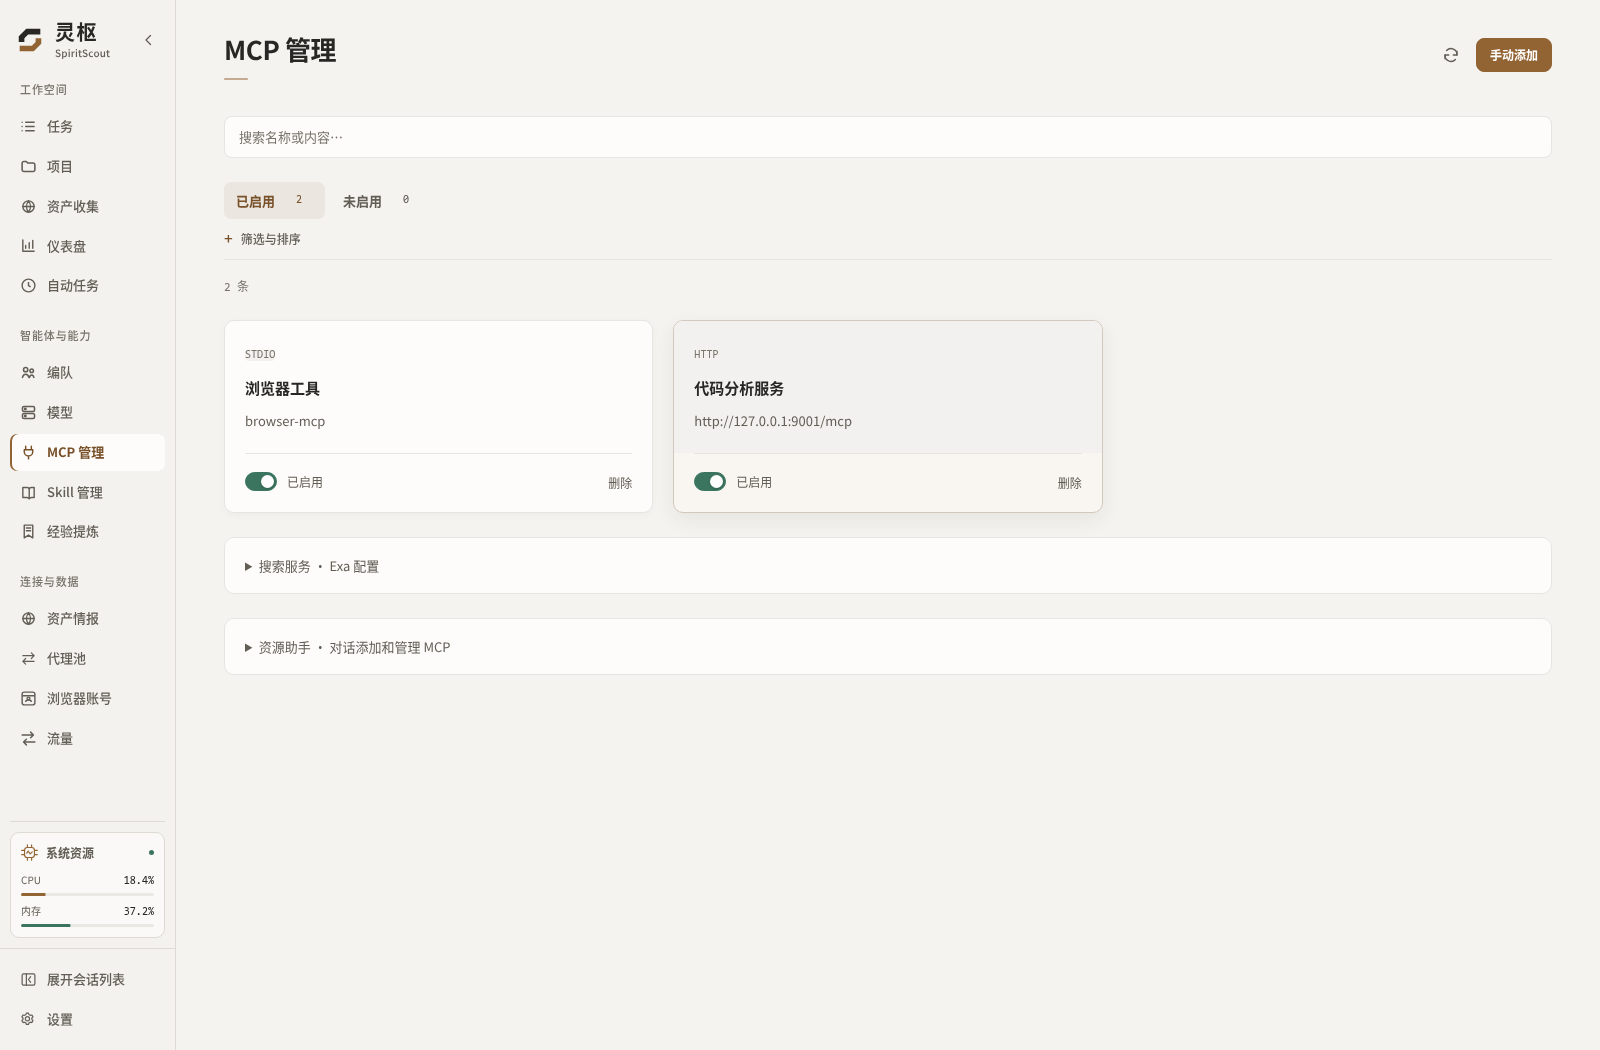 灵枢
SpiritScout
工作空间
任务
项目
资产收集
仪表盘
自动任务
智能体与能力
编队
模型
MCP 管理
Skill 管理
经验提炼
连接与数据
资产情报
代理池
浏览器账号
流量
系统资源
CPU 18.4%
内存 37.2%
展开会话列表
设置
MCP 管理
手动添加
搜索名称或内容…
已启用 2 未启用 0
+ 筛选与排序
2 条
STDIO
浏览器工具
browser-mcp
已启用 删除
HTTP
代码分析服务
http://127.0.0.1:9001/mcp
已启用 删除
▶ 搜索服务 · Exa 配置
▶ 资源助手 · 对话添加和管理 MCP